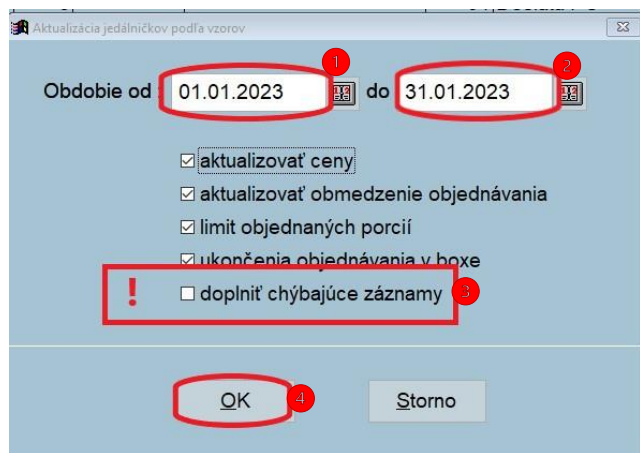 Aktualizácia jedálničkov podľa vzorov
1 2
Obdobie od : 01.01.2023 do 31.01.2023
aktualizovať ceny
aktualizovať obmedzenie objednávania
limit objednaných porcií
ukončenia objednávania v boxe
! doplniť chýbajúce záznamy 3
OK 4 Storno